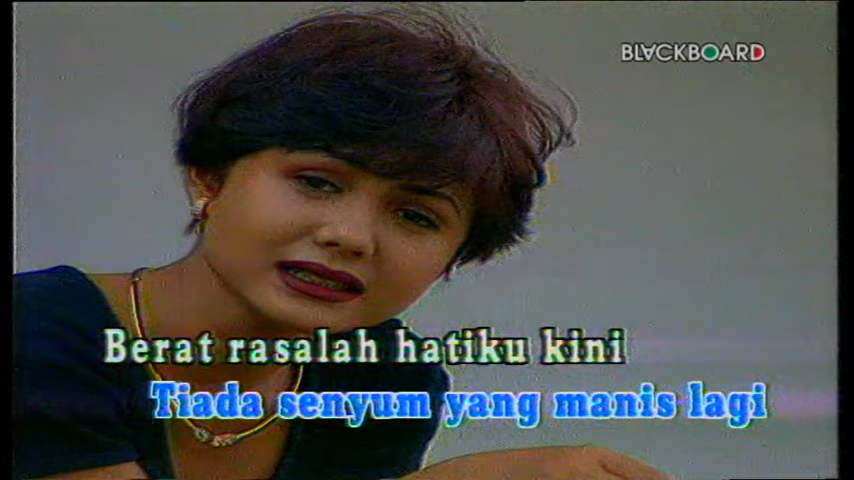 BLACKBOARD
Berat rasalah hatiku kini
Tiada senyum yang manis lagi